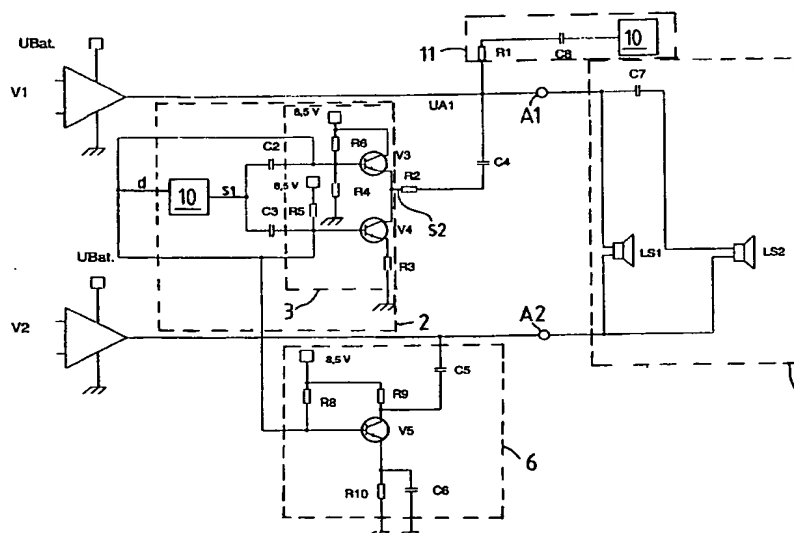 UBat.
V1
11
R1
C8
10
C7
UA1
A1
8,5 V
R6
V3
C2
C4
d
10
S1
8,5 V
R4
R2
C3
R5
S2
V4
LS1
LS2
R3
UBat.
3
2
V2
A2
8,5 V
C5
R8
R9
V5
6
R10
C6